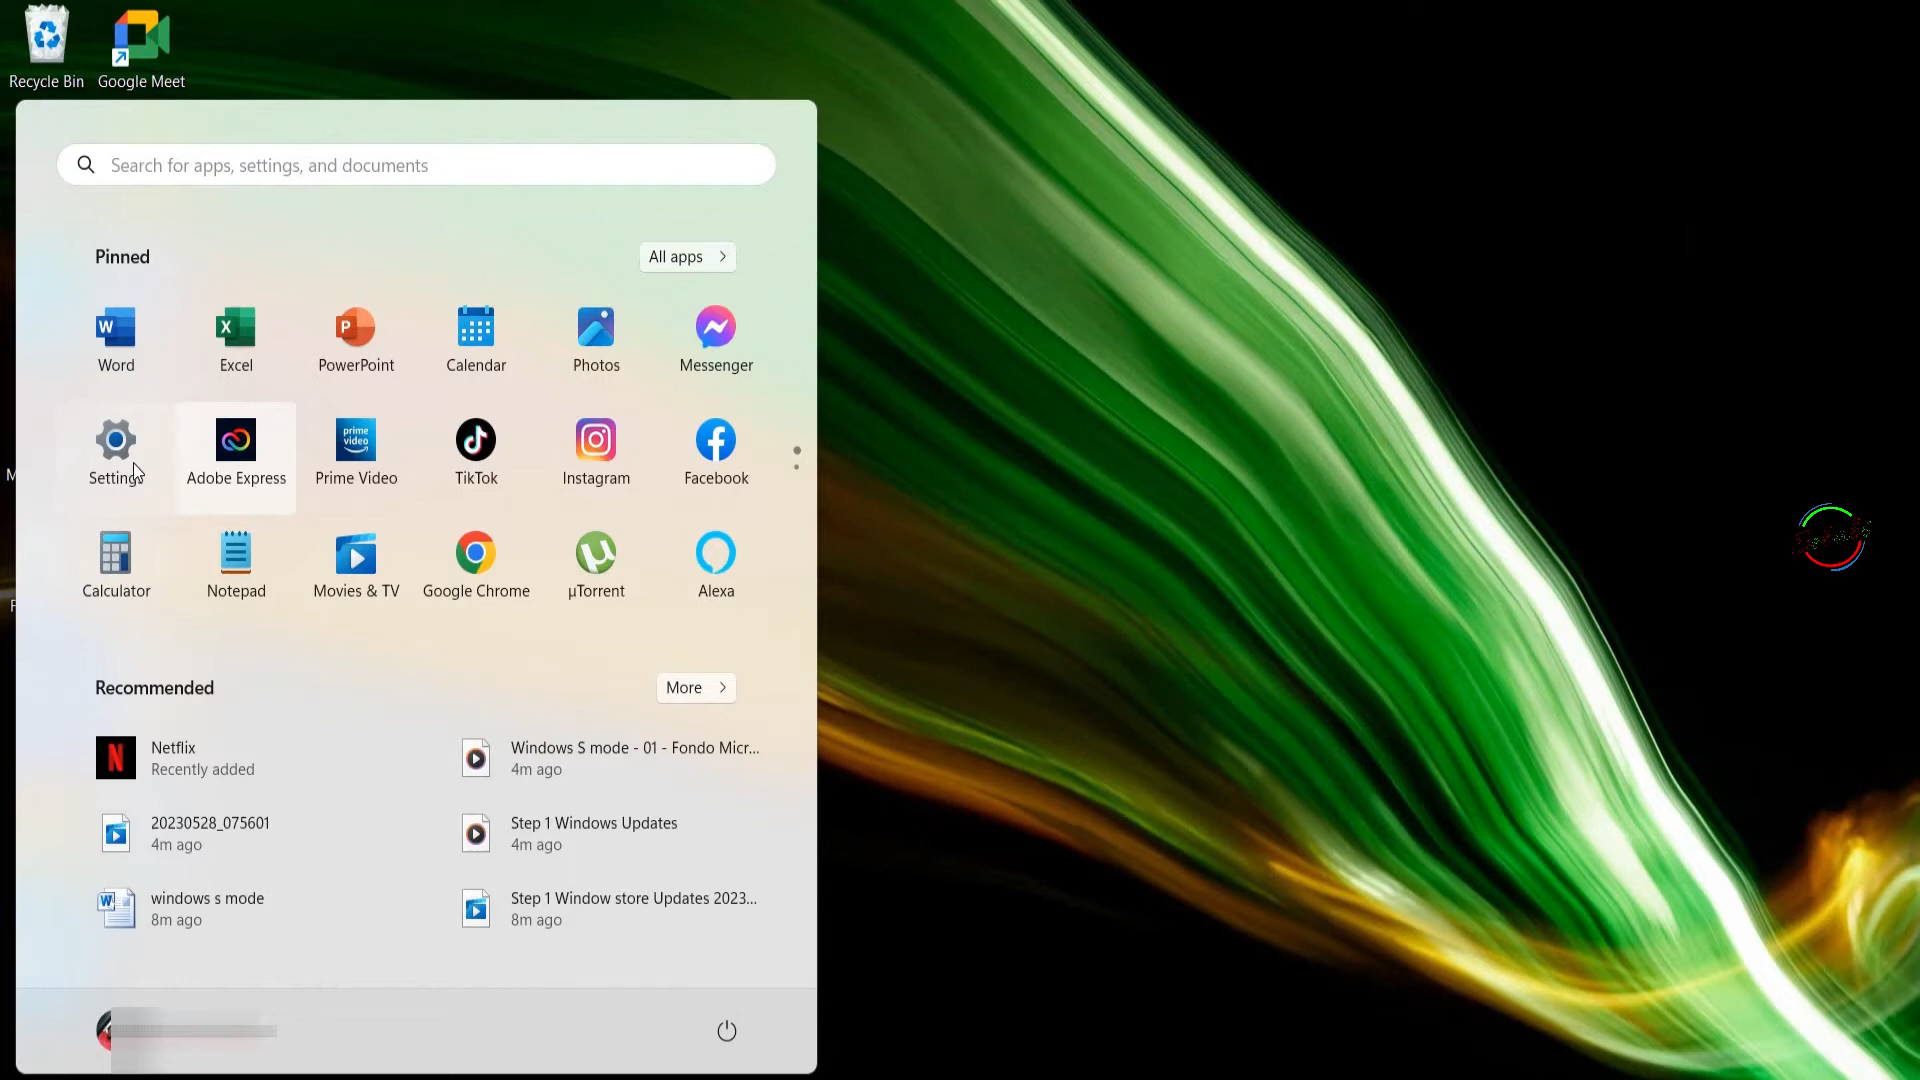 Recycle Bin
Google Meet
Search for apps, settings, and documents
Pinned
All apps
Word
Excel
PowerPoint
Calendar
Photos
Messenger
Settings
Adobe Express
prime video
Prime Video
TikTok
Instagram
Facebook
Calculator
Notepad
Movies & TV
Google Chrome
µTorrent
Alexa
Recommended
More
Netflix
Recently added
Windows S mode - 01 - Fondo Micr...
4m ago
20230528_075601
4m ago
Step 1 Windows Updates
4m ago
windows s mode
8m ago
Step 1 Window store Updates 2023...
8m ago